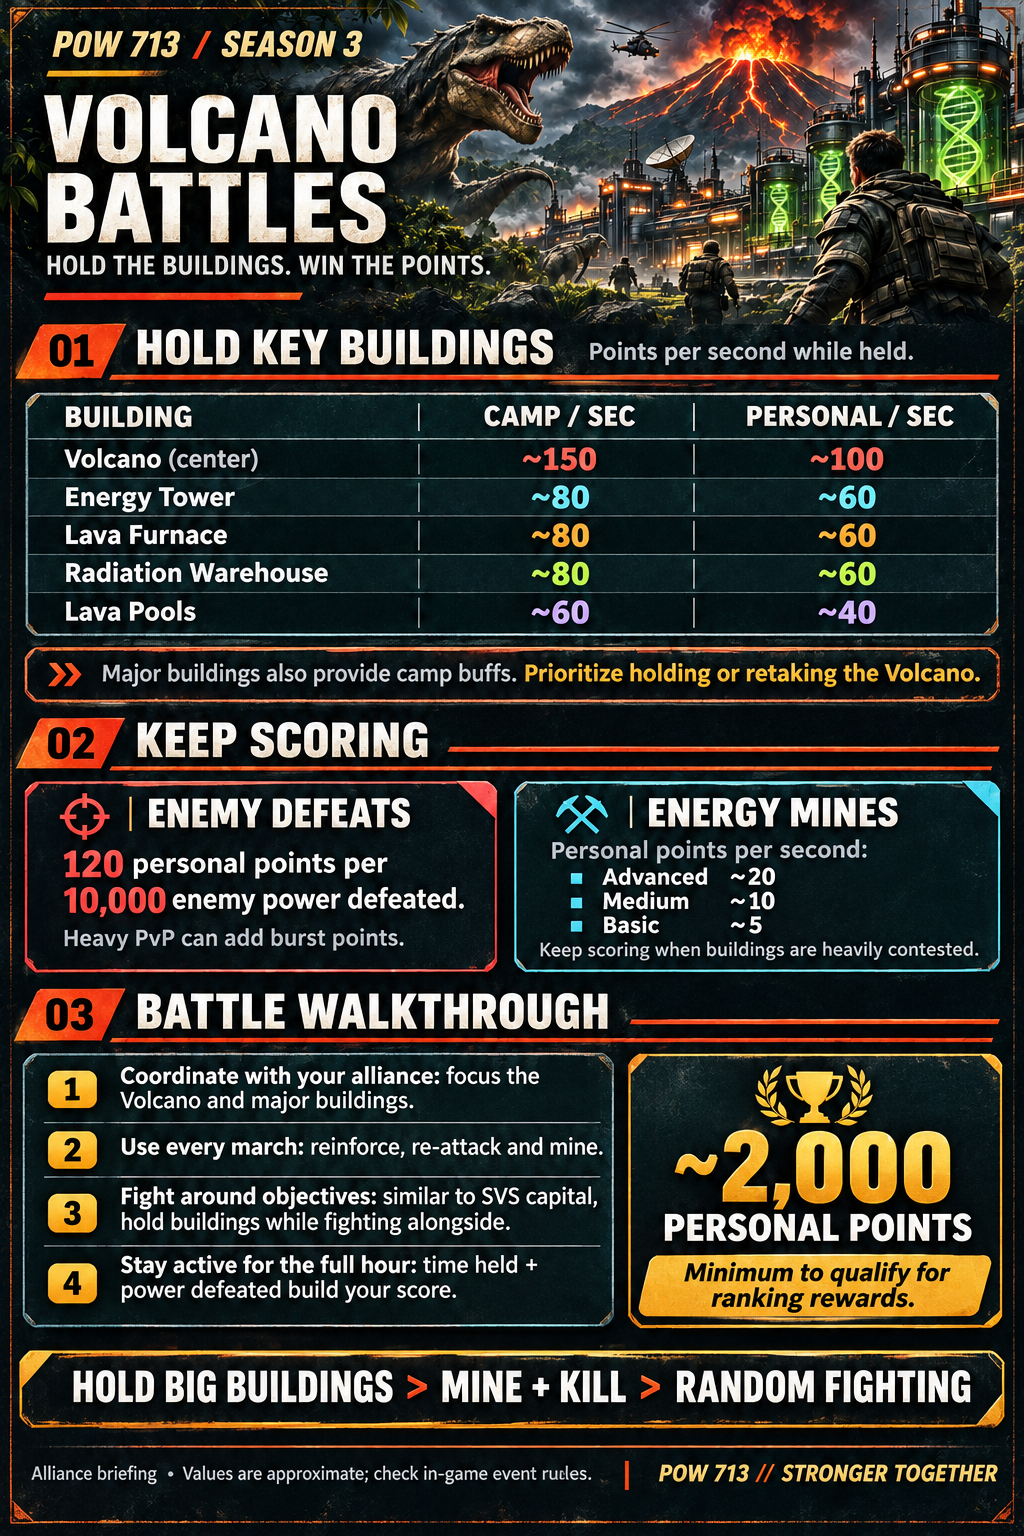 POW 713 / SEASON 3
VOLCANO
BATTLES
HOLD THE BUILDINGS. WIN THE POINTS.
01 HOLD KEY BUILDINGS Points per second while held.
BUILDING CAMP / SEC PERSONAL / SEC
Volcano (center) ~150 ~100
Energy Tower ~80 ~60
Lava Furnace ~80 ~60
Radiation Warehouse ~80 ~60
Lava Pools ~60 ~40
Major buildings also provide camp buffs. Prioritize holding or retaking the Volcano.
02 KEEP SCORING
ENEMY DEFEATS
120 personal points per
10,000 enemy power defeated.
Heavy PvP can add burst points.
ENERGY MINES
Personal points per second:
Advanced ~20
Medium ~10
Basic ~5
Keep scoring when buildings are heavily contested.
03 BATTLE WALKTHROUGH
1 Coordinate with your alliance: focus the
Volcano and major buildings.
2 Use every march: reinforce, re-attack and mine.
3 Fight around objectives: similar to SVS capital,
hold buildings while fighting alongside.
4 Stay active for the full hour: time held +
power defeated build your score.
~2,000
PERSONAL POINTS
Minimum to qualify for
ranking rewards.
HOLD BIG BUILDINGS > MINE + KILL > RANDOM FIGHTING
Alliance briefing • Values are approximate; check in-game event rules.
POW 713 // STRONGER TOGETHER